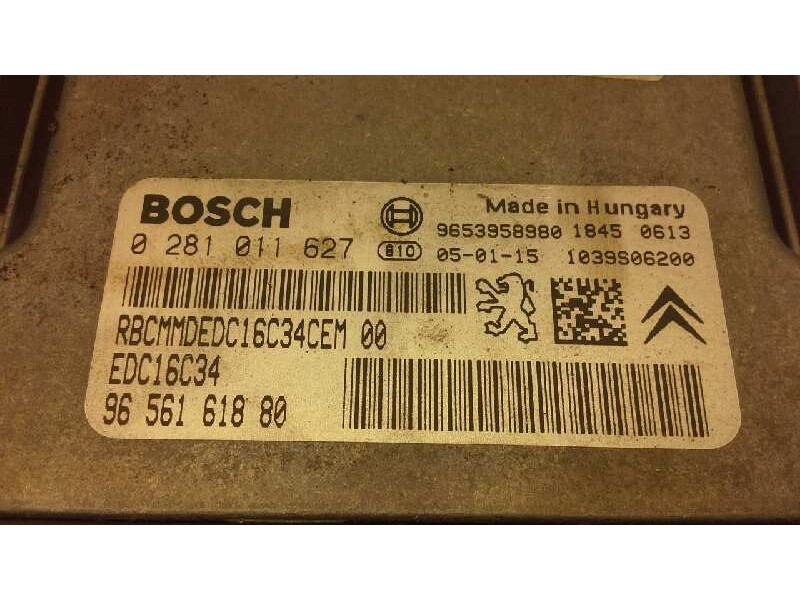 BOSCH
Made in Hungary
9653958980 1845 0613
0 281 011 627 810 05-01-15 1039S06200
RBCMMDEDC16C34CEM 00
EDC16C34
96 561 618 80